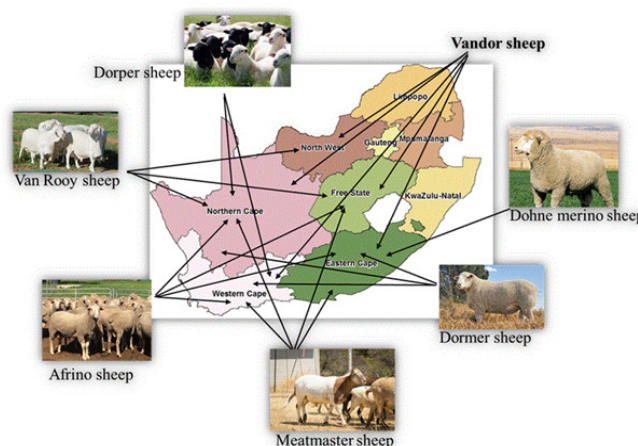 Vandor sheep
Dorper sheep
Limpopo
North West
Gauteng
Mpumalanga
Van Rooy sheep
Free State
KwaZulu-Natal
Northern Cape
Dohne merino sheep
Eastern Cape
Western Cape
Dormer sheep
Afrino sheep
Meatmaster sheep